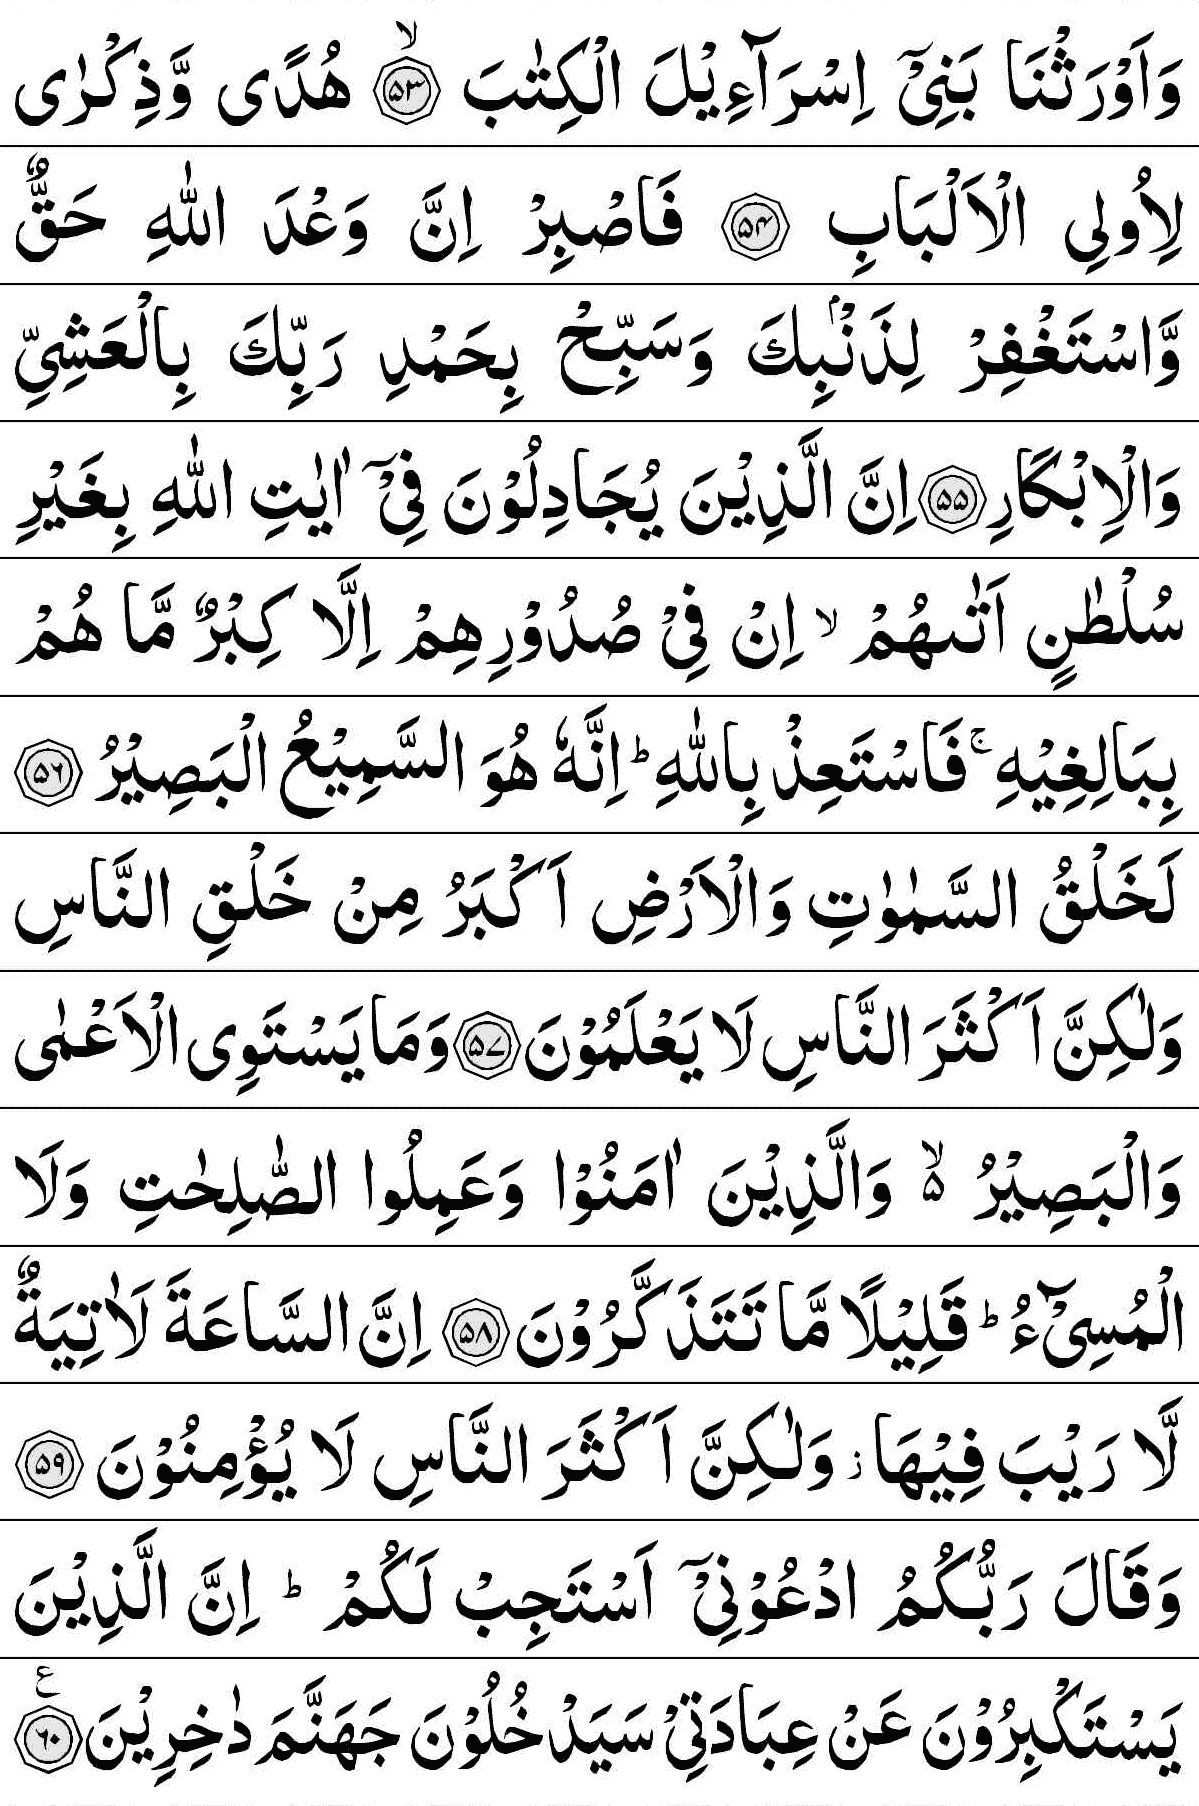 وَاَوْرَثْنَا بَنِيْۤ اِسْرَآءِيْلَ الْكِتٰبَ ۙ﴿۵۳﴾ هُدًى وَّذِكْرٰى
لِاُولِي الْاَلْبَابِ ﴿۵۴﴾ فَاصْبِرْ اِنَّ وَعْدَ اللّٰهِ حَقٌّ
وَّاسْتَغْفِرْ لِذَنْۢبِكَ وَسَبِّحْ بِحَمْدِ رَبِّكَ بِالْعَشِيِّ
وَالْاِبْكَارِ ﴿۵۵﴾ اِنَّ الَّذِيْنَ يُجَادِلُوْنَ فِيْۤ اٰيٰتِ اللّٰهِ بِغَيْرِ
سُلْطٰنٍ اَتٰىهُمْ ۙ اِنْ فِيْ صُدُوْرِهِمْ اِلَّا كِبْرٌ مَّا هُمْ
بِبَالِغِيْهِ ۚ فَاسْتَعِذْ بِاللّٰهِ ؕ اِنَّهٗ هُوَ السَّمِيْعُ الْبَصِيْرُ ﴿۵۶﴾
لَخَلْقُ السَّمٰوٰتِ وَالْاَرْضِ اَكْبَرُ مِنْ خَلْقِ النَّاسِ
وَلٰكِنَّ اَكْثَرَ النَّاسِ لَا يَعْلَمُوْنَ ﴿۵۷﴾ وَمَا يَسْتَوِي الْاَعْمٰى
وَالْبَصِيْرُ ۵ۙ وَالَّذِيْنَ اٰمَنُوْا وَعَمِلُوا الصّٰلِحٰتِ وَلَا
الْمُسِيْٓءُ ؕ قَلِيْلًا مَّا تَتَذَكَّرُوْنَ ﴿۵۸﴾ اِنَّ السَّاعَةَ لَاٰتِيَةٌ
لَّا رَيْبَ فِيْهَا ز وَلٰكِنَّ اَكْثَرَ النَّاسِ لَا يُؤْمِنُوْنَ ﴿۵۹﴾
وَقَالَ رَبُّكُمُ ادْعُوْنِيْۤ اَسْتَجِبْ لَكُمْ ؕ اِنَّ الَّذِيْنَ
يَسْتَكْبِرُوْنَ عَنْ عِبَادَتِيْ سَيَدْخُلُوْنَ جَهَنَّمَ دٰخِرِيْنَ ﴿۶۰﴾ ع